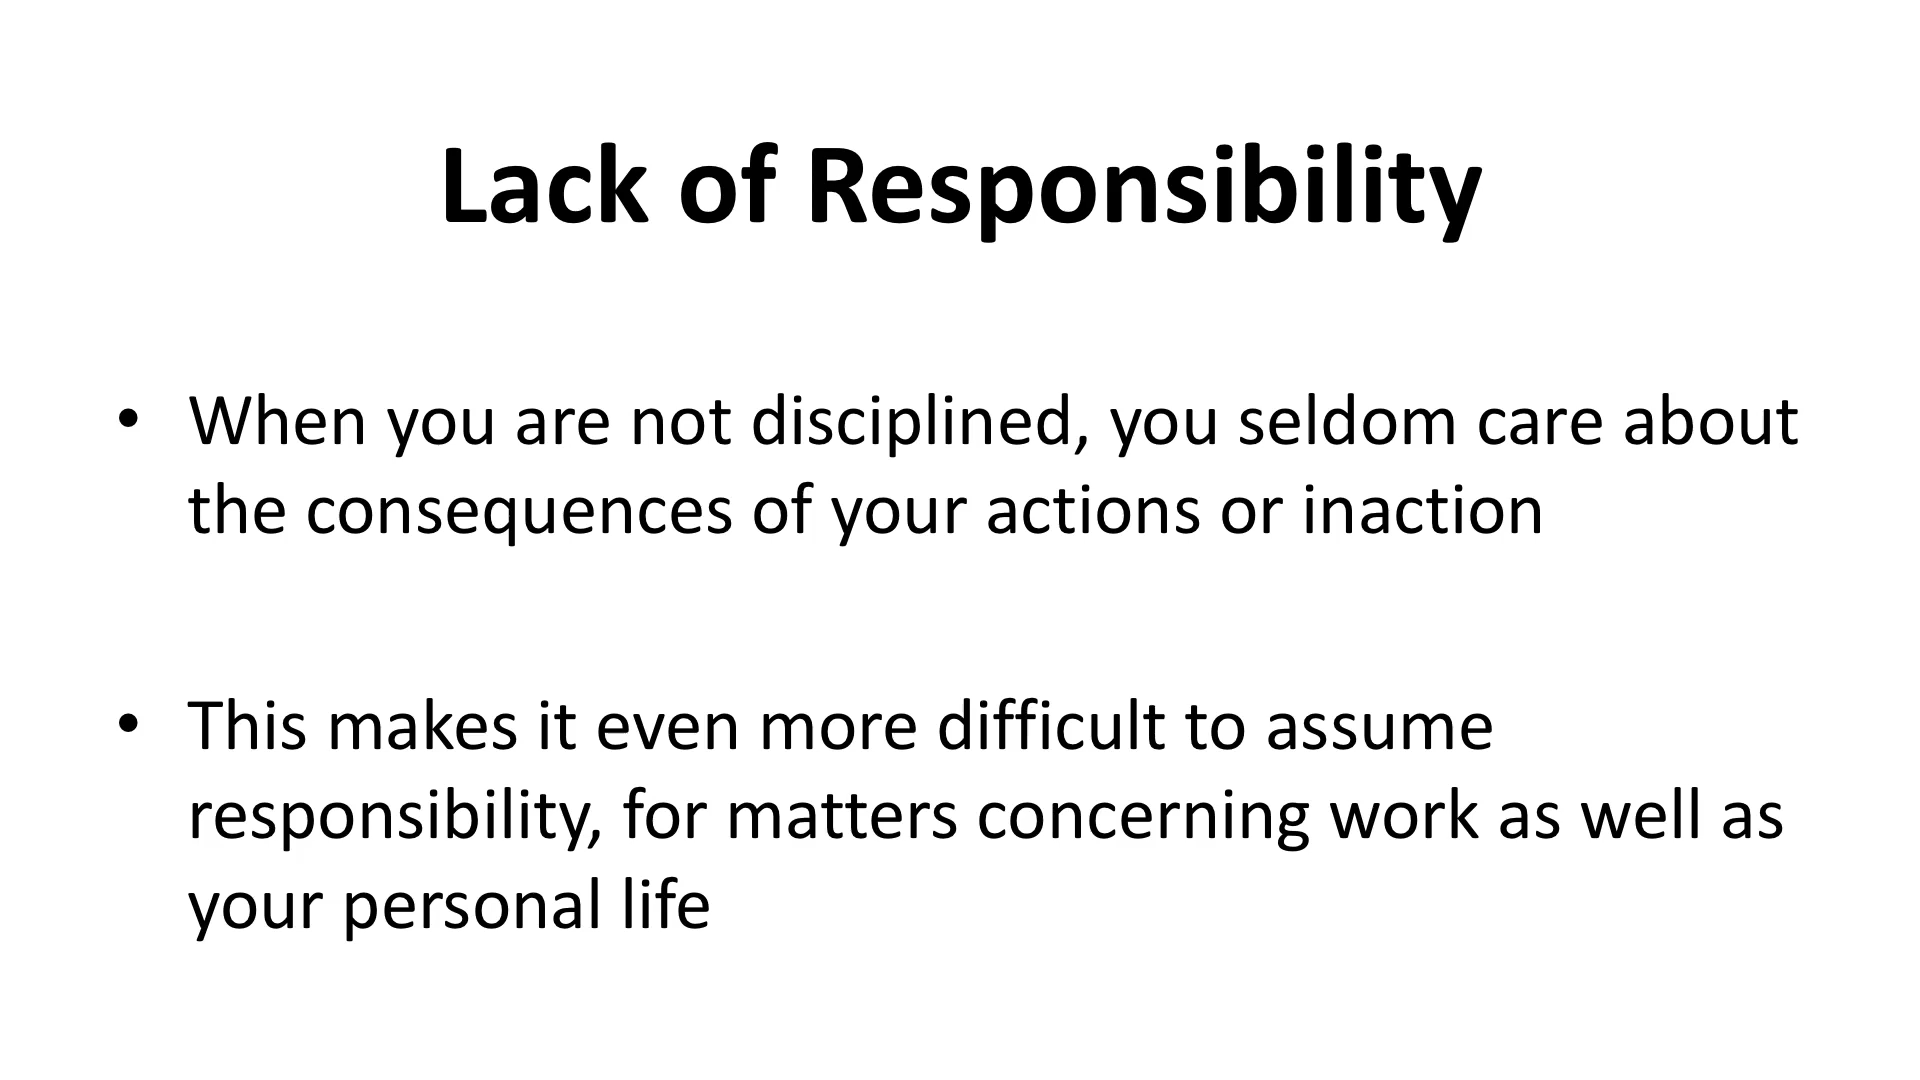 Lack of Responsibility
• When you are not disciplined, you seldom care about
the consequences of your actions or inaction
• This makes it even more difficult to assume
responsibility, for matters concerning work as well as
your personal life